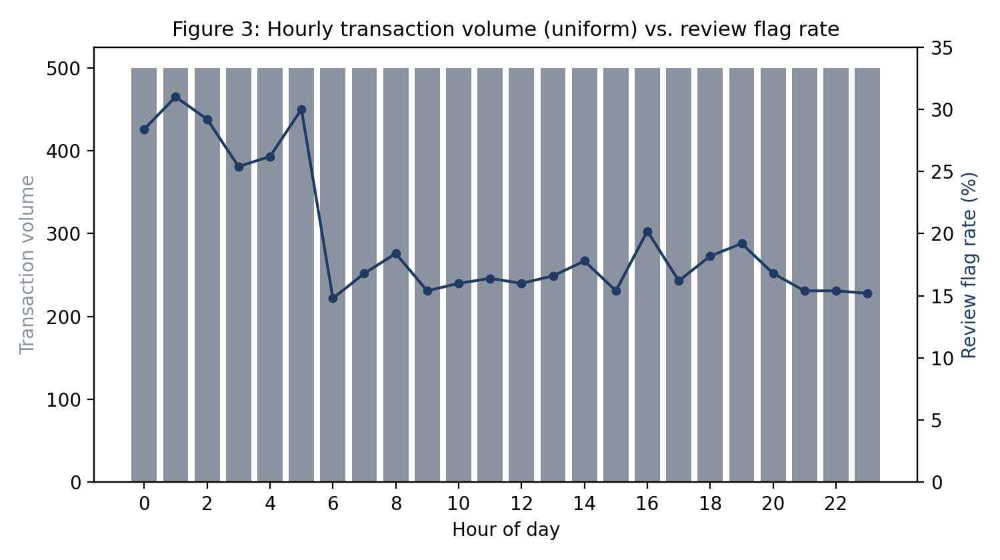 Figure 3: Hourly transaction volume (uniform) vs. review flag rate
500
400
300
200
100
0
Transaction volume
35
30
25
20
15
10
5
0
Review flag rate (%)
0 2 4 6 8 10 12 14 16 18 20 22
Hour of day